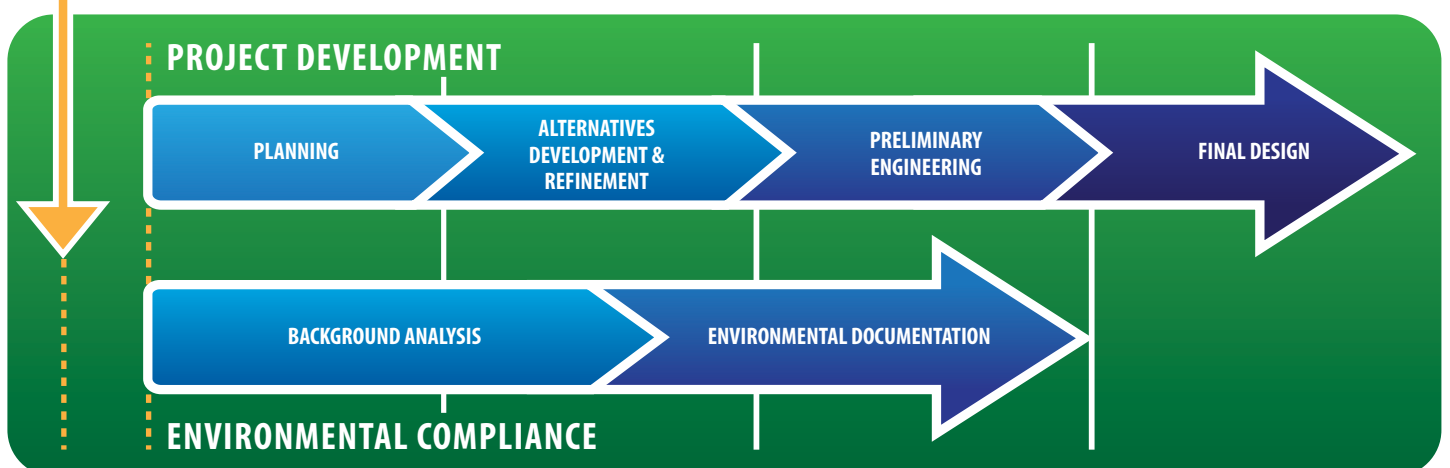 PROJECT DEVELOPMENT
PLANNING
ALTERNATIVES
DEVELOPMENT &
REFINEMENT
PRELIMINARY
ENGINEERING
FINAL DESIGN
BACKGROUND ANALYSIS
ENVIRONMENTAL DOCUMENTATION
ENVIRONMENTAL COMPLIANCE